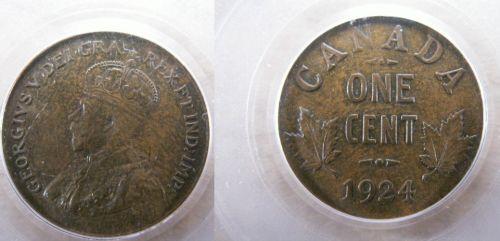 GEORGIVS V DEI GRA: REX ET IND: IMP:
CANADA
ONE
CENT
1924